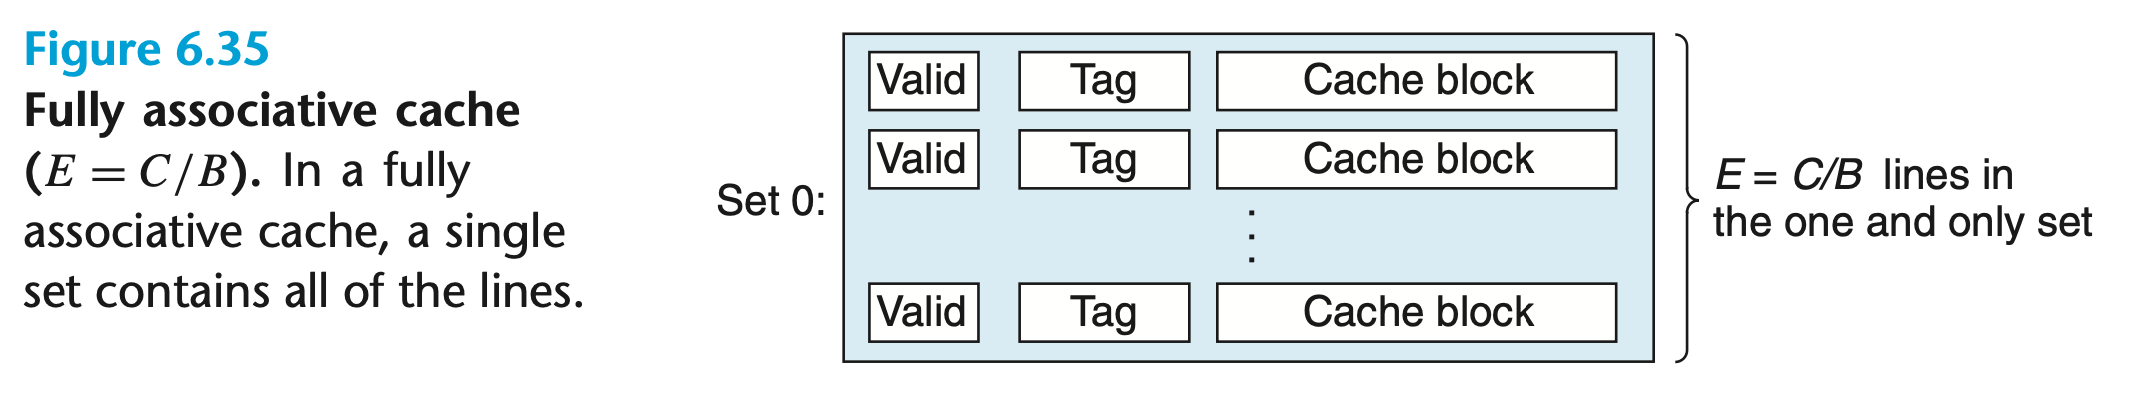 Figure 6.35
Fully associative cache
(E = C/B). In a fully
associative cache, a single
set contains all of the lines.
Set 0:
Valid Tag Cache block
Valid Tag Cache block
. . .
Valid Tag Cache block
E = C/B lines in
the one and only set